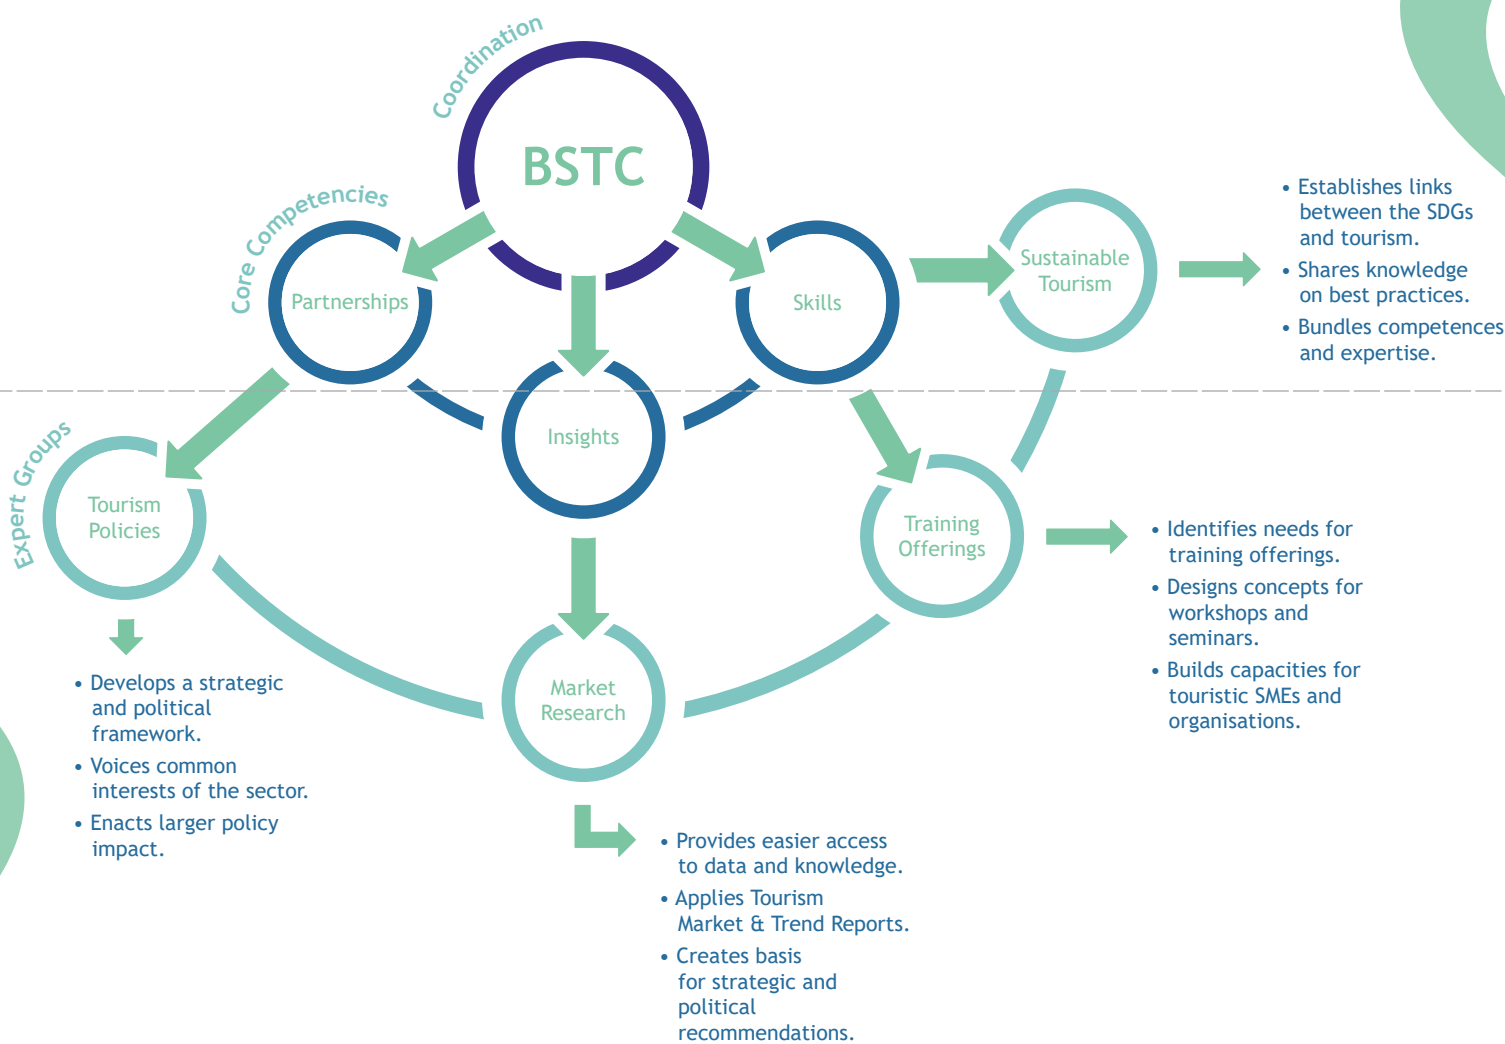 Coordination
BSTC
Core Competencies
Partnerships
Skills
Sustainable
Tourism
• Establishes links
between the SDGs
and tourism.
• Shares knowledge
on best practices.
• Bundles competences
and expertise.
Insights
Expert Groups
Tourism
Policies
Training
Offerings
• Identifies needs for
training offerings.
• Designs concepts for
workshops and
seminars.
• Builds capacities for
touristic SMEs and
organisations.
Market
Research
• Develops a strategic
and political
framework.
• Voices common
interests of the sector.
• Enacts larger policy
impact.
• Provides easier access
to data and knowledge.
• Applies Tourism
Market & Trend Reports.
• Creates basis
for strategic and
political
recommendations.